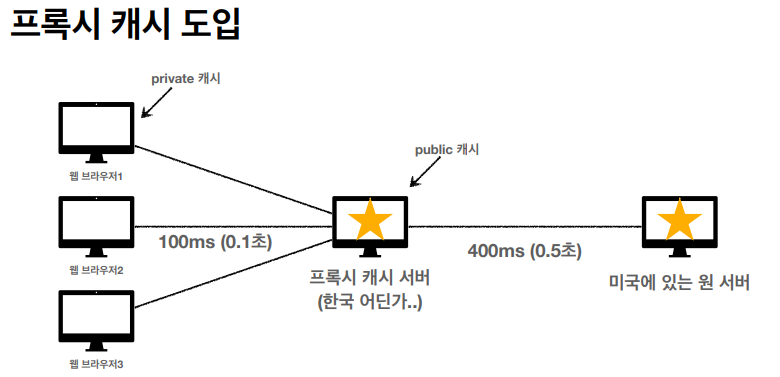 프록시 캐시 도입
private 캐시
public 캐시
웹 브라우저1
100ms (0.1초)
웹 브라우저2
400ms (0.5초)
프록시 캐시 서버
(한국 어딘가..)
미국에 있는 원 서버
웹 브라우저3